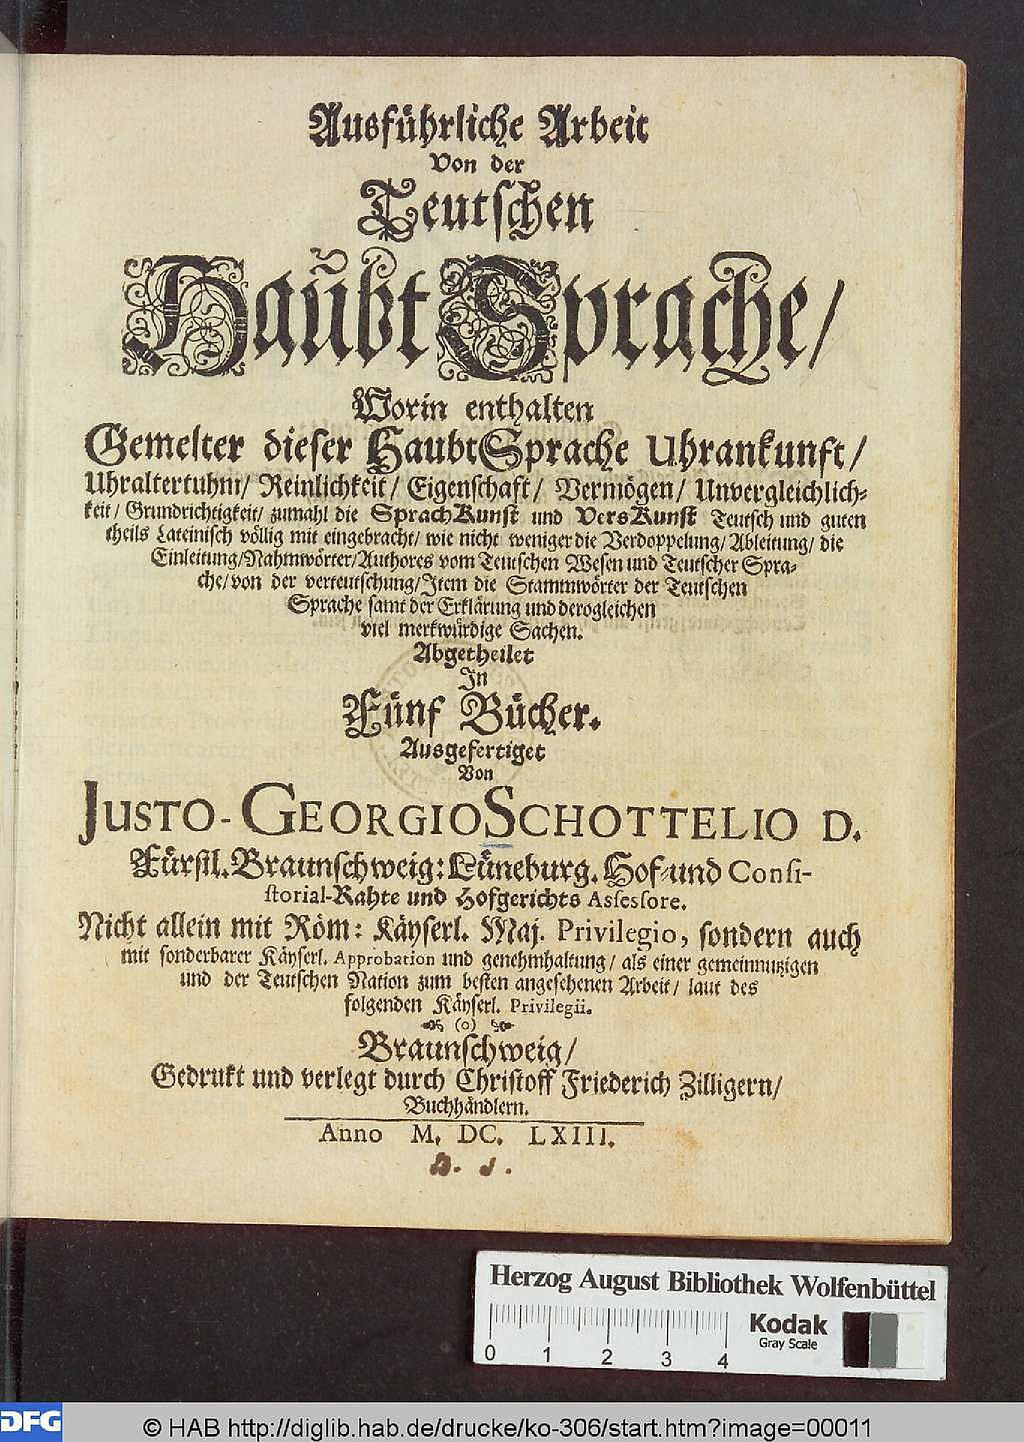 Ausführliche Arbeit
Von der
Teutschen
Haubt Sprache/
Worin enthalten
Gemelter dieser HaubtSprache Uhrankunft/
Uhraltertuhm/ Reinlichkeit/ Eigenschaft/ Vermögen/ Unvergleichlich-
keit/ Grundrichtigkeit/ zumahl die SprachKunst und VersKunst Teutsch und guten
theils Lateinisch völlig mit eingebracht/ wie nicht weniger die Verdoppelung/ Ableitung/ die
Einleitung/ Nahmwörter/ Authores vom Teutschen Wesen und Teutscher Spra-
che/ von der verteutschung/ Item die Stammwörter der Teutschen
Sprache samt der Erklärung und derogleichen
viel merkwürdige Sachen.
Abgetheilet
In
Fünf Bücher.
Ausgefertiget
Von
JUSTO-GEORGIO SCHOTTELIO D.
Fürstl. Braunschweig: Lüneburg. Hof- und Consi-
storial-Rahte und Hofgerichts Assessore.
Nicht allein mit Röm: Käyserl. Maj. Privilegio, sondern auch
mit sonderbarer Käyserl. Approbation und genehmhaltung/ als einer gemeinnutzigen
und der Teutschen Nation zum besten angesehenen Arbeit/ laut des
folgenden Käyserl. Privilegii.
(o)
Braunschweig/
Gedrukt und verlegt durch Christoff Friederich Zilligern/
Buchhändlern.
Anno M. DC. LXIII.
Herzog August Bibliothek Wolfenbüttel
0 1 2 3 4
Kodak
Gray Scale
DFG
© HAB http://diglib.hab.de/drucke/ko-306/start.htm?image=00011